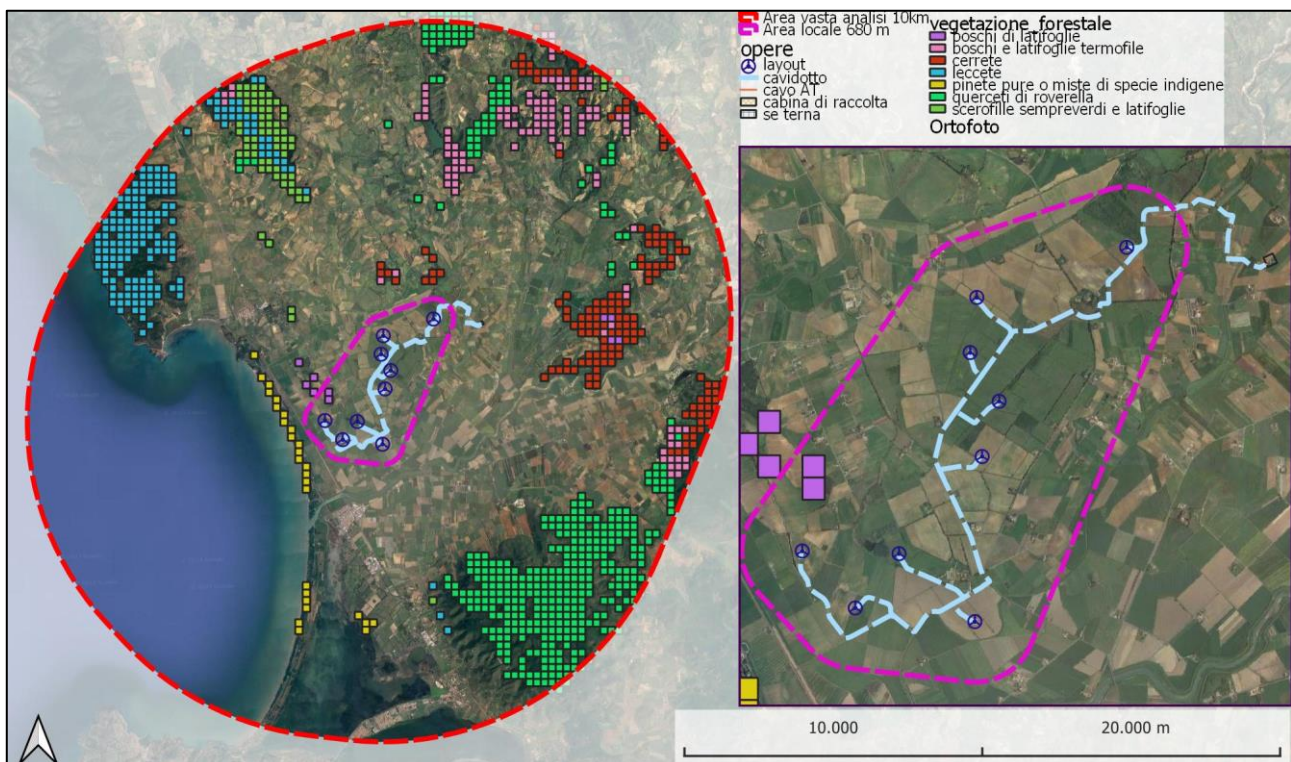 Area vasta analisi 10km
Area locale 680 m
opere
layout
cavidotto
cavo AT
cabina di raccolta
se terna
vegetazione_forestale
boschi di latifoglie
boschi e latifoglie termofile
cerrete
leccete
pinete pure o miste di specie indigene
querceti di roverella
scerofille sempreverdi e latifoglie
Ortofoto
10.000
20.000 m